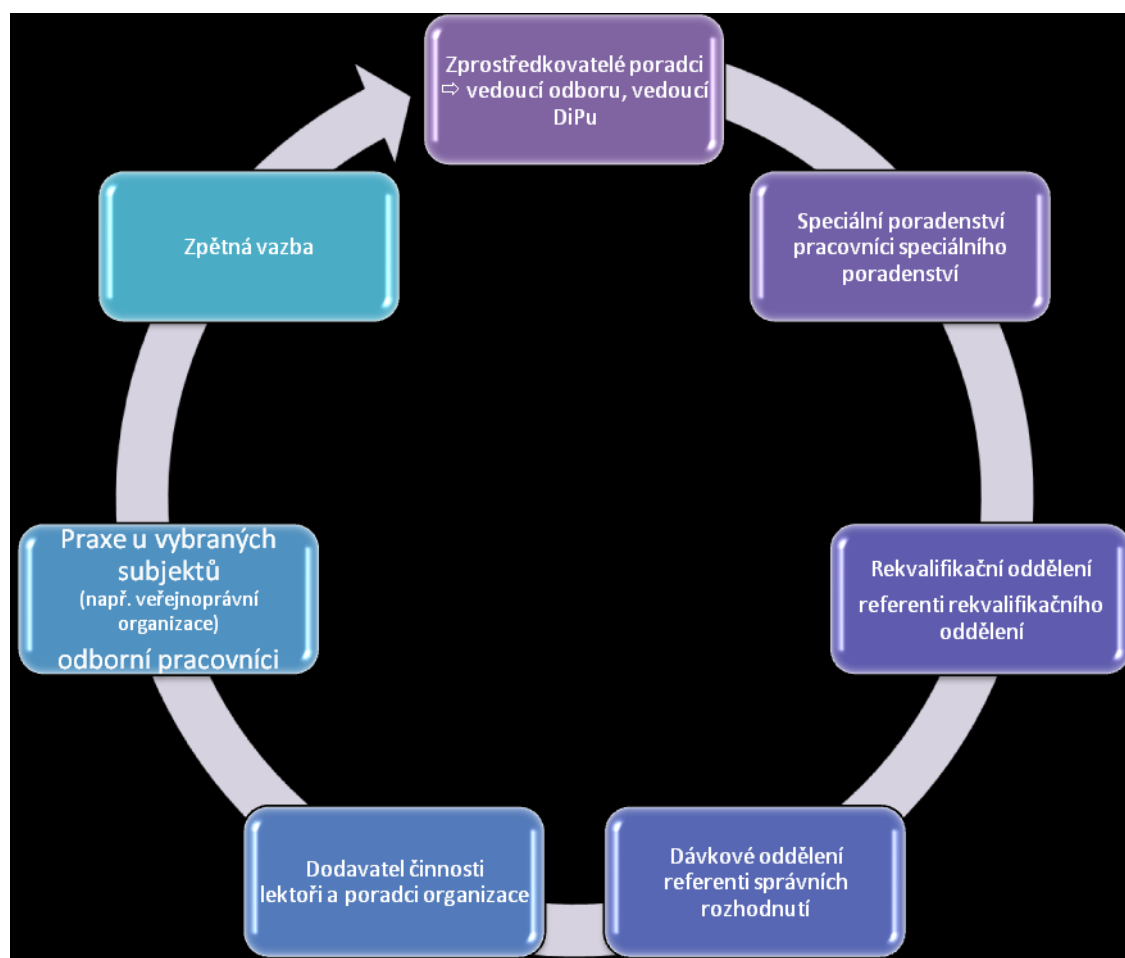 Zprostředkovatelé poradci
⇨ vedoucí odboru, vedoucí
DiPu
Speciální poradenství
pracovníci speciálního
poradenství
Rekvalifikační oddělení
referenti rekvalifikačního
oddělení
Dávkové oddělení
referenti správních
rozhodnutí
Dodavatel činnosti
lektoři a poradci organizace
Praxe u vybraných
subjektů
(např. veřejnoprávní
organizace)
odborní pracovníci
Zpětná vazba